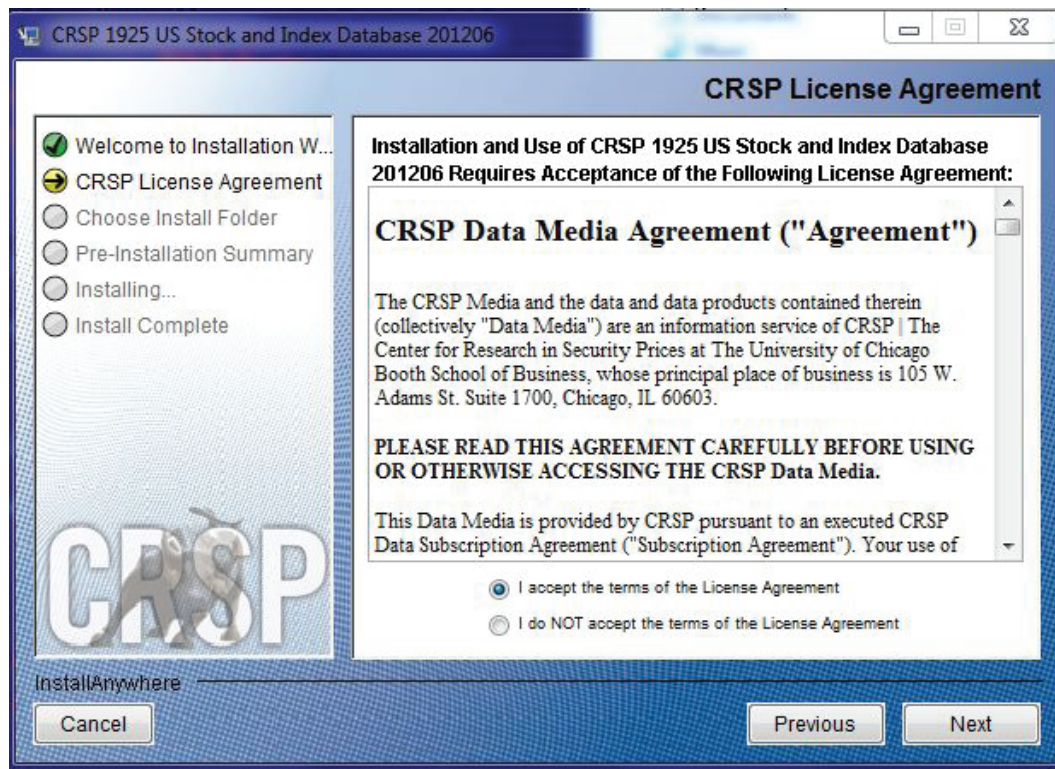 CRSP 1925 US Stock and Index Database 201206
CRSP License Agreement
Welcome to Installation W...
CRSP License Agreement
Choose Install Folder
Pre-Installation Summary
Installing...
Install Complete
CRSP
Installation and Use of CRSP 1925 US Stock and Index Database
201206 Requires Acceptance of the Following License Agreement:
CRSP Data Media Agreement ("Agreement")
The CRSP Media and the data and data products contained therein
(collectively "Data Media") are an information service of CRSP | The
Center for Research in Security Prices at The University of Chicago
Booth School of Business, whose principal place of business is 105 W.
Adams St. Suite 1700, Chicago, IL 60603.
PLEASE READ THIS AGREEMENT CAREFULLY BEFORE USING
OR OTHERWISE ACCESSING THE CRSP Data Media.
This Data Media is provided by CRSP pursuant to an executed CRSP
Data Subscription Agreement ("Subscription Agreement"). Your use of
I accept the terms of the License Agreement
I do NOT accept the terms of the License Agreement
InstallAnywhere
Cancel
Previous
Next